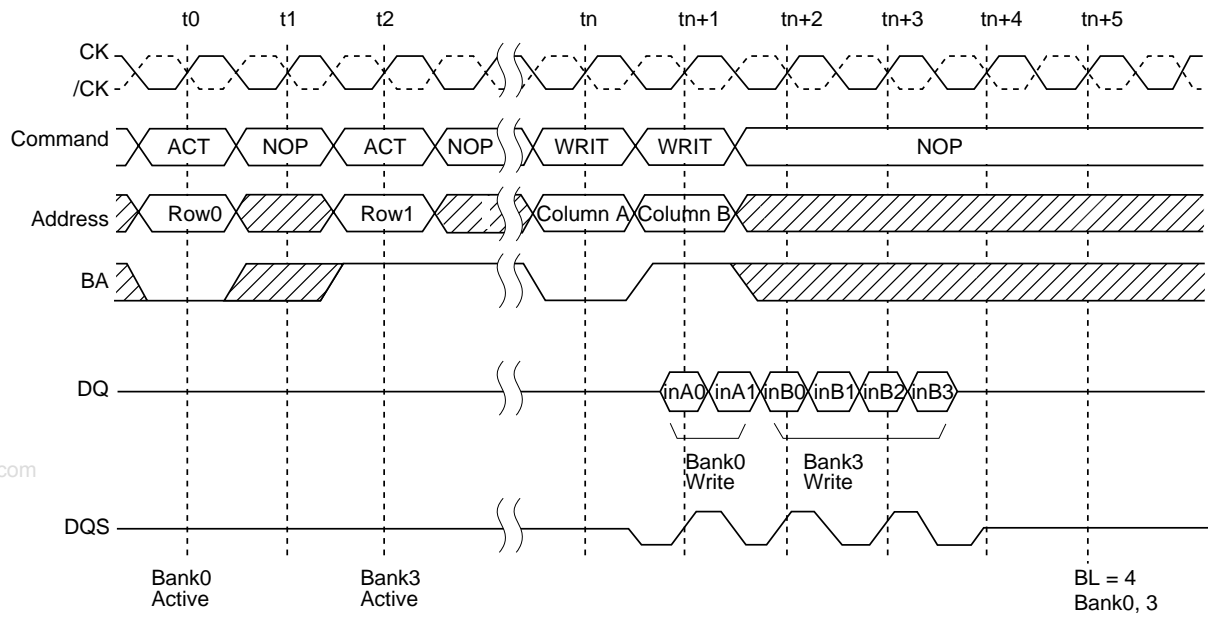 t0 t1 t2 tn tn+1 tn+2 tn+3 tn+4 tn+5
CK
/CK
Command ACT NOP ACT NOP WRIT WRIT NOP
Address Row0 Row1 Column A Column B
BA
DQ inA0 inA1 inB0 inB1 inB2 inB3
Bank0 Bank3
Write Write
com
DQS
Bank0 Bank3 BL = 4
Active Active Bank0, 3